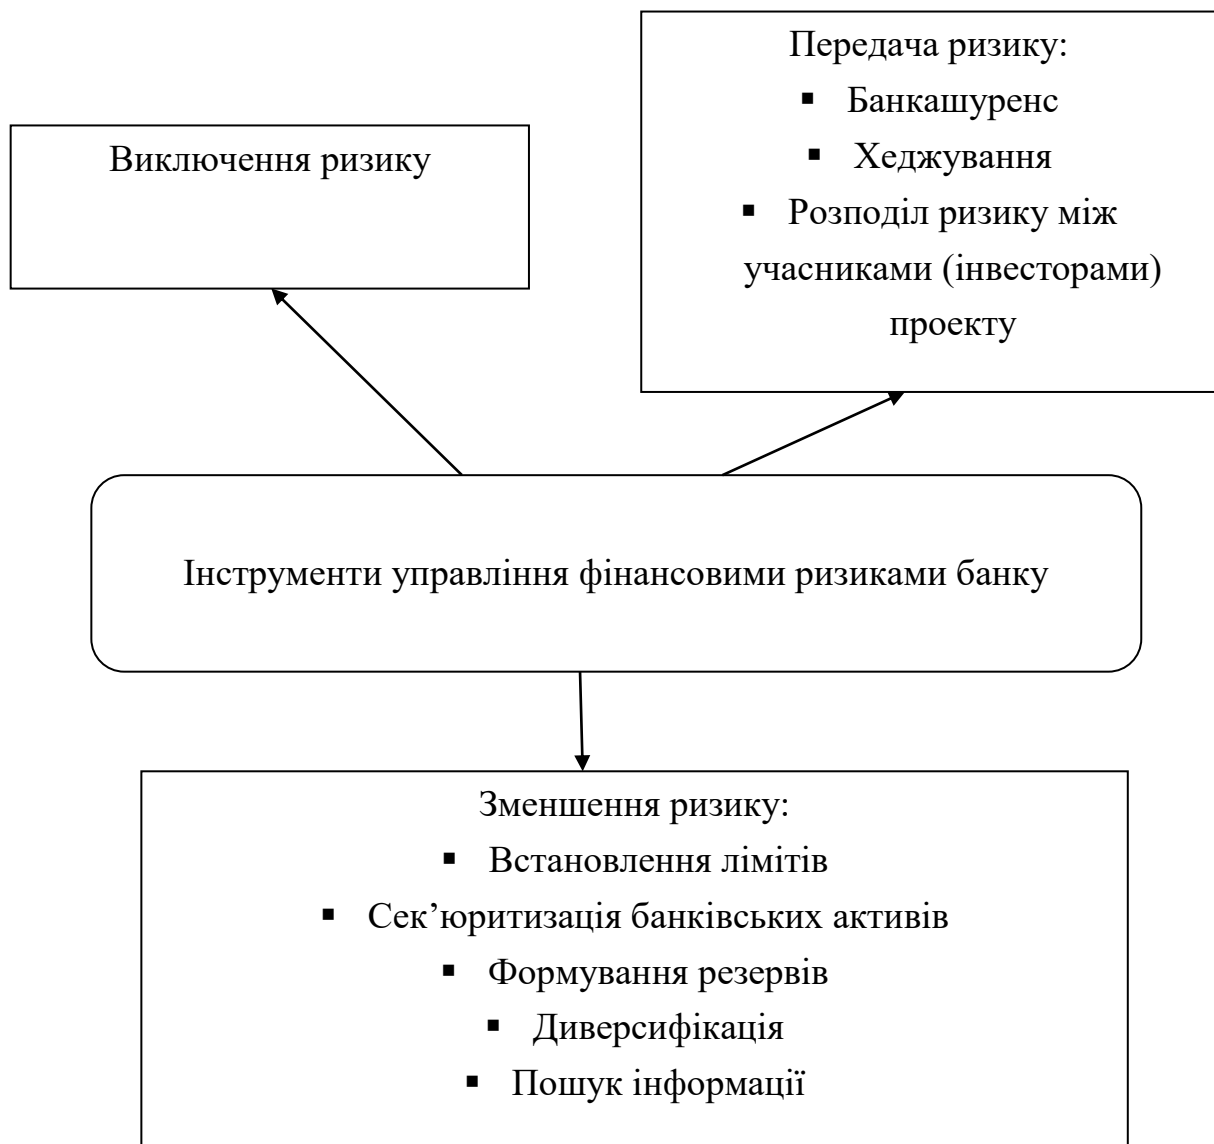 Передача ризику:
▪ Банкашуренс
▪ Хеджування
▪ Розподіл ризику між
учасниками (інвесторами)
проекту
Виключення ризику
Інструменти управління фінансовими ризиками банку
Зменшення ризику:
▪ Встановлення лімітів
▪ Сек’юритизація банківських активів
▪ Формування резервів
▪ Диверсифікація
▪ Пошук інформації